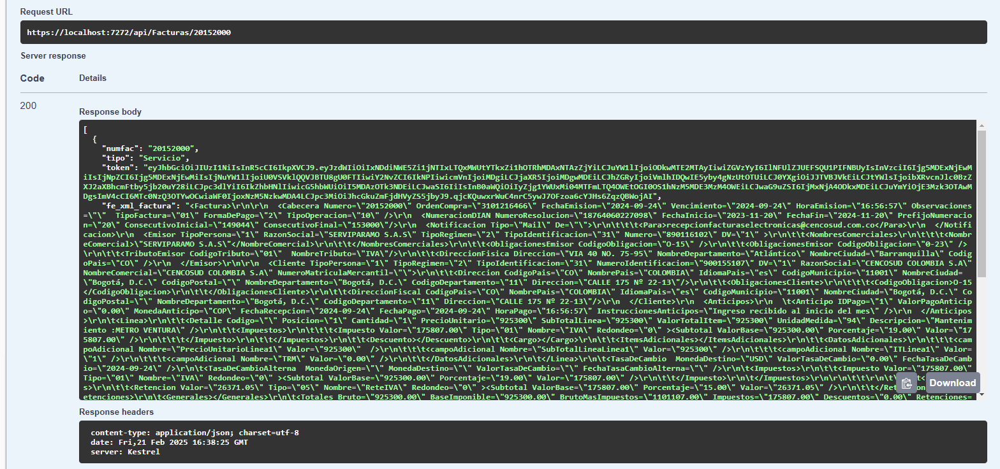 Request URL
https://localhost:7272/api/Facturas/20152000
Server response
Code Details
200
Response body
[
{
"numfac": "20152000",
"tipo": "Servicio",
"token":
"fe_xml_factura": "<Factura>\r\n\r\n  <Cabecera Numero=\"20152000\" OrdenCompra=\"3101216466\" FechaEmision=\"2024-09-24\" Vencimiento=\"2024-09-24\" HoraEmision=\"16:56:57\" Observaciones
=\"\"  TipoFactura=\"01\" FormaDePago=\"2\" TipoOperacion=\"10\" />\r\n  <NumeracionDIAN NumeroResolucion=\"18764060227098\" FechaInicio=\"2023-11-20\" FechaFin=\"2024-11-20\" PrefijoNumeracio
n=\"20\" ConsecutivoInicial=\"149044\" ConsecutivoFinal=\"153000\"/>\r\n  <Notificacion Tipo=\"Mail\" De=\"\">\r\n\t\t\t<Para>recepcionfacturaselectronicas@cencosud.com.co</Para>\r\n  </Notifi
cacion>\r\n  <Emisor TipoPersona=\"1\" RazonSocial=\"SERVIPARAMO S.A.S\" TipoRegimen=\"2\" TipoIdentificacion=\"31\" Numero=\"890116102\" DV=\"1\" >\r\n\t\t<NombresComerciales>\r\n\t\t\t<Nombr
eComercial>\"SERVIPARAMO S.A.S\"</NombreComercial>\r\n\t\t</NombresComerciales>\r\n\t\t<ObligacionesEmisor CodigoObligacion=\"O-15\" />\r\n\t\t<ObligacionesEmisor CodigoObligacion=\"0-23\" />
\r\n\t\t<TributoEmisor CodigoTributo=\"01\"  NombreTributo=\"IVA\"/>\r\n\t\t<DireccionFisica Direccion=\"VIA 40 NO. 75-95\" NombreDepartamento=\"Atlántico\" NombreCiudad=\"Barranquilla\" Codig
oPais=\"CO\" />\r\n  </Emisor>\r\n\r\n  <Cliente TipoPersona=\"1\" TipoRegimen=\"2\" TipoIdentificacion=\"31\" NumeroIdentificacion=\"900155107\" DV=\"1\" RazonSocial=\"CENCOSUD COLOMBIA S.A\"
NombreComercial=\"CENCOSUD COLOMBIA S.A\" NumeroMatriculaMercantil=\"\">\r\n\t\t<Direccion CodigoPais=\"CO\" NombrePais=\"COLOMBIA\" IdiomaPais=\"es\" CodigoMunicipio=\"11001\" NombreCiudad=
\"Bogotá, D.C.\" CodigoPostal=\"\" NombreDepartamento=\"Bogotá, D.C.\" CodigoDepartamento=\"11\" Direccion=\"CALLE 175 Nº 22-13\"/>\r\n\t\t<ObligacionesCliente>\r\n\t\t\t<CodigoObligacion>O-15
</CodigoObligacion>\r\n\t\t</ObligacionesCliente>\r\n\t\t<DireccionFiscal CodigoPais=\"CO\" NombrePais=\"COLOMBIA\" IdiomaPais=\"es\" CodigoMunicipio=\"11001\" NombreCiudad=\"Bogotá, D.C.\" Co
digoPostal=\"\" NombreDepartamento=\"Bogotá, D.C.\" CodigoDepartamento=\"11\" Direccion=\"CALLE 175 Nº 22-13\"/>\r\n  </Cliente>\r\n  <Anticipos>\r\n  \t<Anticipo IDPago=\"1\" ValorPagoAnticip
o=\"0.00\" MonedaAnticipo=\"COP\" FechaRecepcion=\"2024-09-24\" FechaPago=\"2024-09-24\" HoraPago=\"16:56:57\" InstruccionesAnticipos=\"Ingreso recibido al inicio del mes\" />\r\n  </Anticipos
>\r\n\t<Linea>\r\n\t\t<Detalle Codigo=\"\" Posicion=\"1\" Cantidad=\"1\" PrecioUnitario=\"925300\" SubTotalLinea=\"925300\" ValorTotalItem=\"925300\" UnidadMedida=\"94\" Descripcion=\"Mantenim
iento :METRO VENTURA\" />\r\n\t\t<Impuestos>\r\n\t\t\t<Impuesto Valor=\"175807.00\" Tipo=\"01\" Nombre=\"IVA\" Redondeo=\"0\" ><Subtotal ValorBase=\"925300.00\" Porcentaje=\"19.00\" Valor=\"17
5807.00\" />\r\n\t\t\t</Impuesto>\r\n\t\t</Impuestos>\r\n\t\t<Descuento></Descuento>\r\n\t\t<Cargo></Cargo>\r\n\t\t<ItemsAdicionales></ItemsAdicionales>\r\n\t\t<DatosAdicionales>\r\n\t\t\t<cam
poAdicional Nombre=\"PrecioUnitarioLinea1\" Valor=\"925300\"  />\r\n\t\t\t<campoAdicional Nombre=\"SubTotalLineaLinea1\" Valor=\"925300\" />\r\n\t\t\t<campoAdicional Nombre=\"ITLinea1\" Valor=
\"1\" />\r\n\t\t\t<campoAdicional Nombre=\"TRM\" Valor=\"0.00\" />\r\n\t\t</DatosAdicionales>\r\n\t</Linea>\r\n\t<TasaDeCambio  MonedaDestino=\"USD\" ValorTasaDeCambio=\"0.00\" FechaTasaDeCamb
io=\"2024-09-24\" />\r\n\t<TasaDeCambioAlterna  MonedaOrigen=\"\" MonedaDestino=\"\" ValorTasaDeCambio=\"\" FechaTasaCambioAlterna=\"\" />\r\n\t<Impuestos>\r\n\t\t<Impuesto Valor=\"175807.00\"
Tipo=\"01\" Nombre=\"IVA\" Redondeo=\"0\" ><Subtotal ValorBase=\"925300.00\" Porcentaje=\"19.00\" Valor=\"175807.00\" />\r\n\t\t</Impuesto>\r\n\t</Impuestos>\r\n\r\n\t
s>\r\n\t\t<Retencion Valor=\"26371.05\" Tipo=\"05\" Nombre=\"ReteIVA\" Redondeo=\"0\" ><Subtotal ValorBase=\"175807.00\" Porcentaje=\"15.00\" Valor=\"26371.05\" />\r\n\t\t</Ret
etenciones>\r\n\t<Generales></Generales>\r\n\t<Totales Bruto=\"925300.00\" BaseImponible=\"925300.00\" BrutoMasImpuestos=\"1101107.00\" Impuestos=\"175807.00\" Descuentos=\"0.00\" Retenciones=
Download
Response headers
content-type: application/json; charset=utf-8
date: Fri,21 Feb 2025 16:38:25 GMT
server: Kestrel